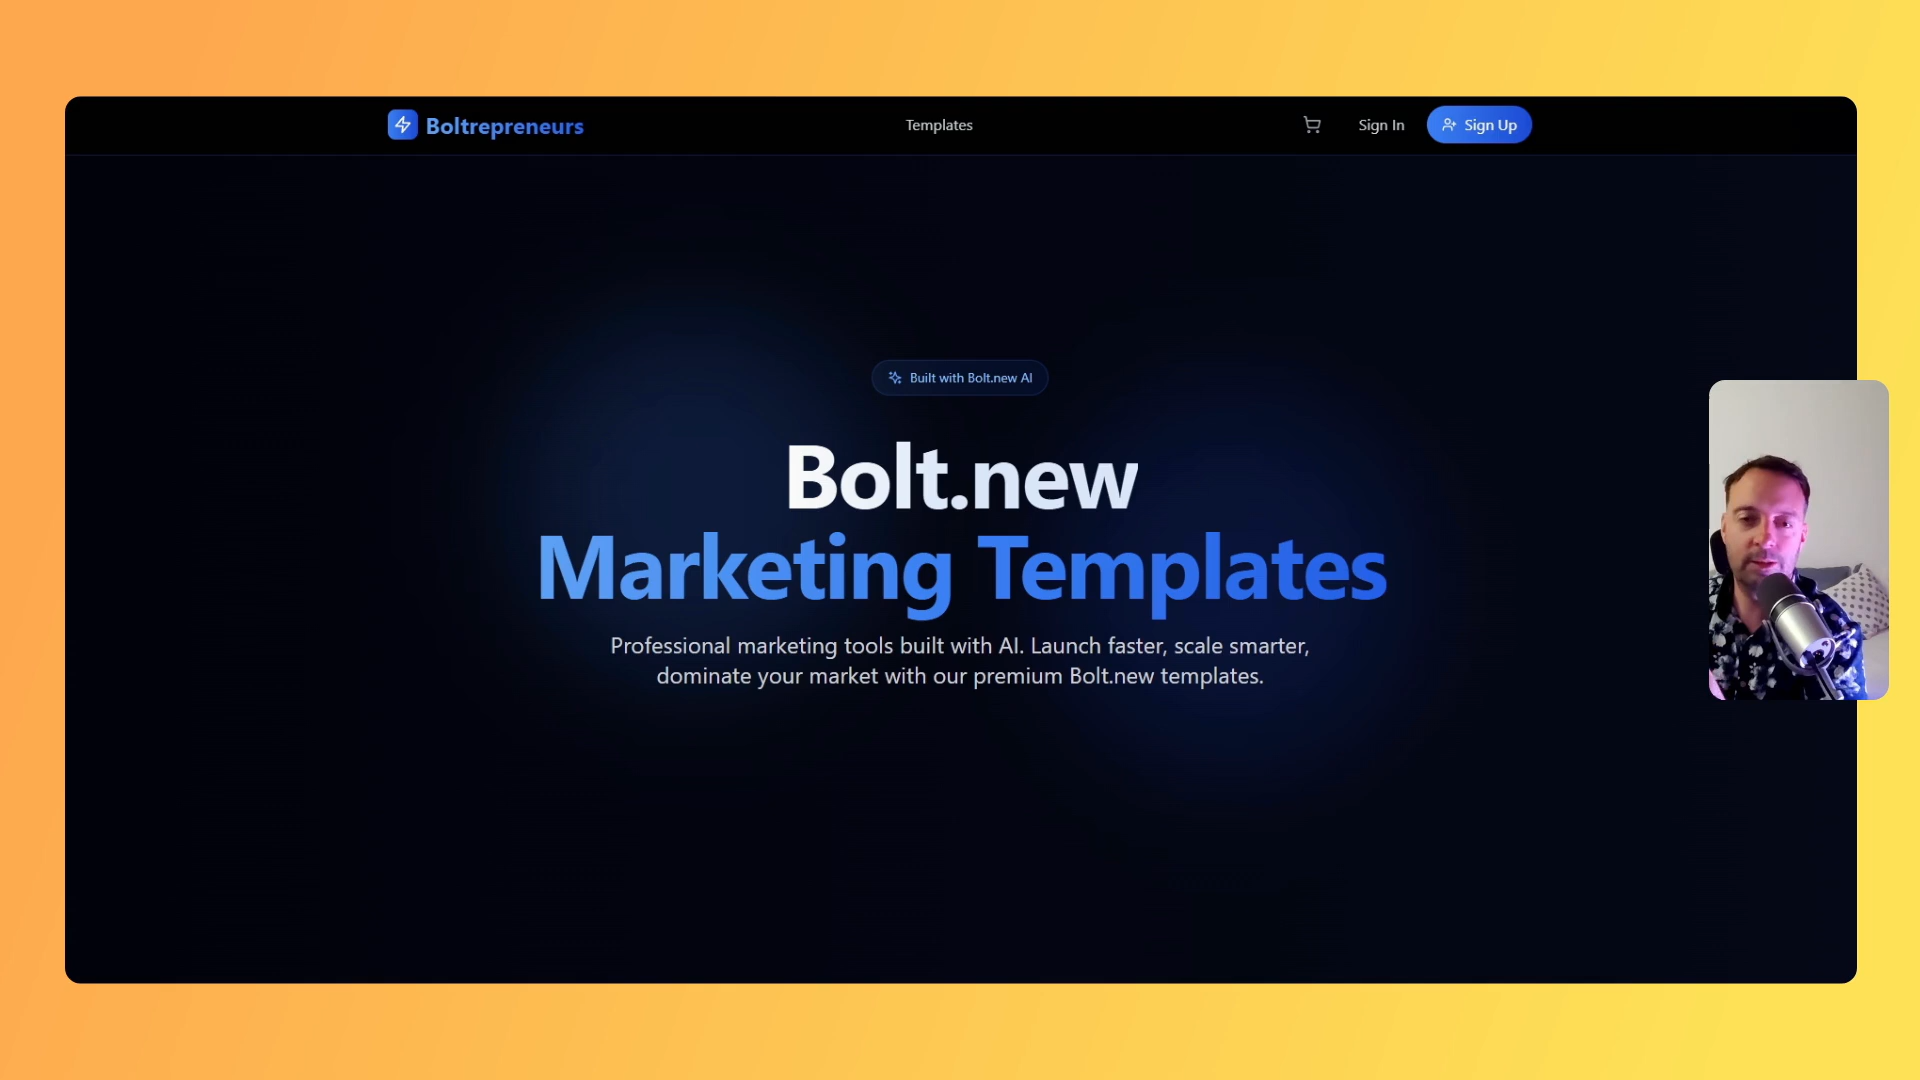 Boltrepreneurs
Templates
Sign In
Sign Up
Built with Bolt.new AI
Bolt.new
Marketing Templates
Professional marketing tools built with AI. Launch faster, scale smarter,
dominate your market with our premium Bolt.new templates.